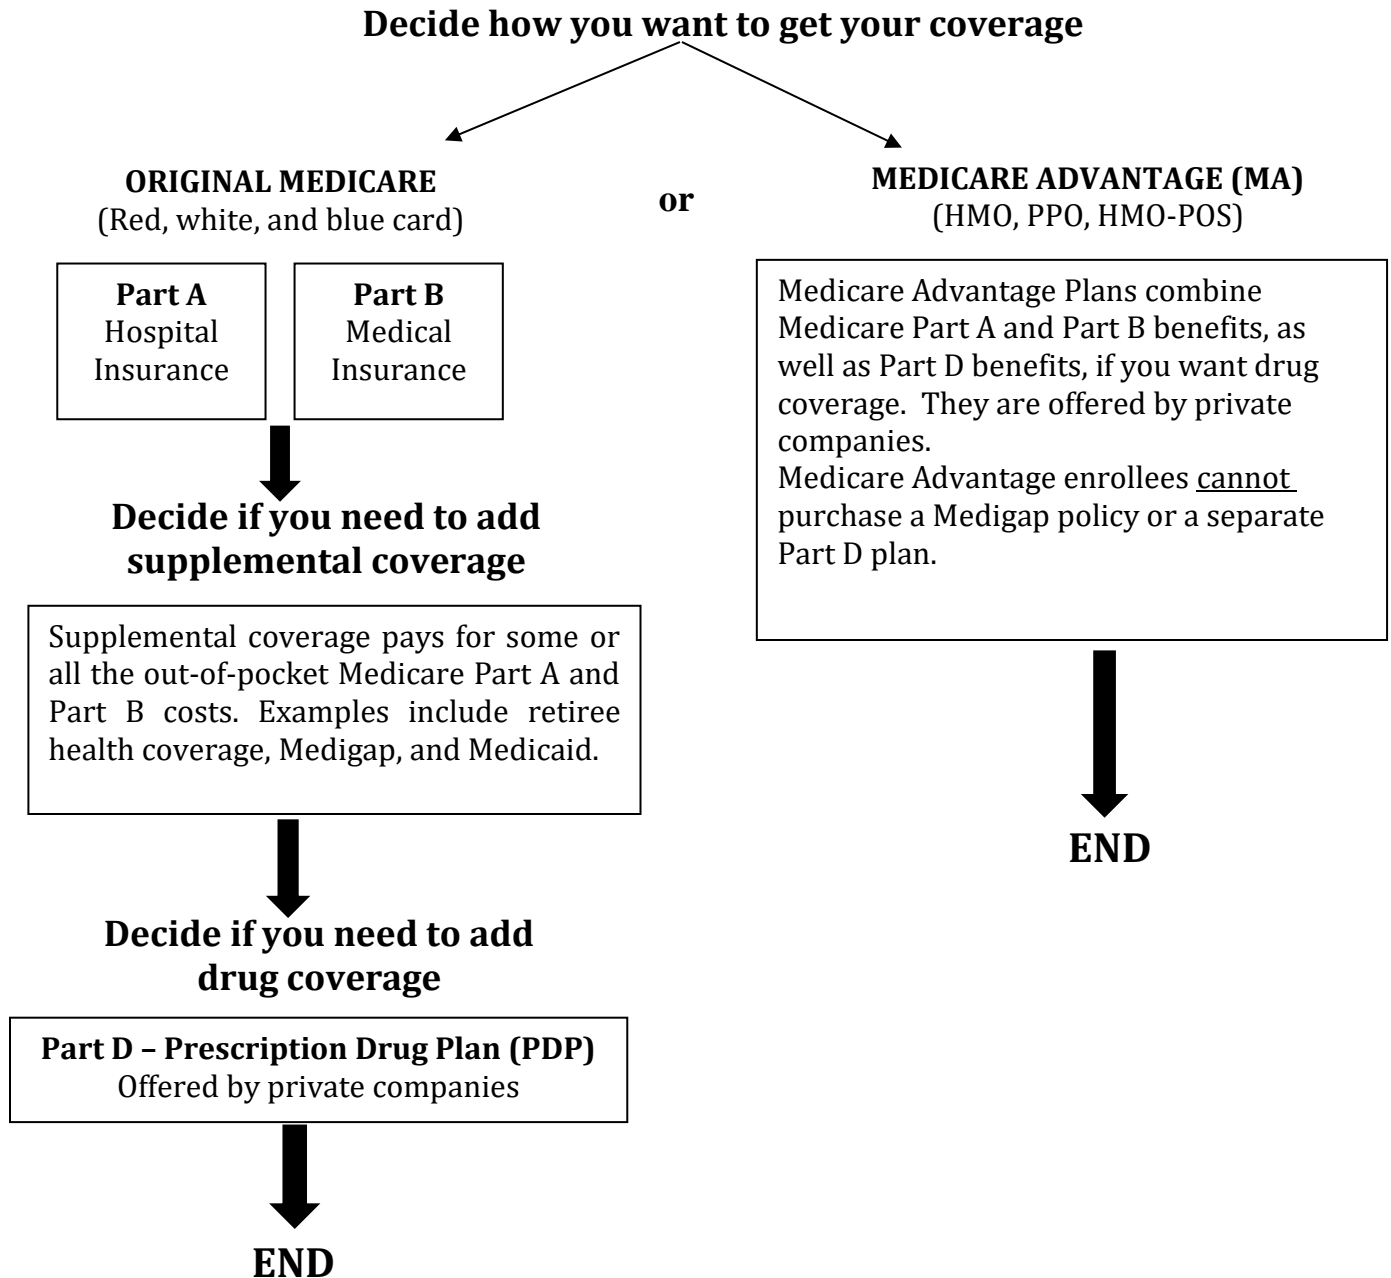 Decide how you want to get your coverage
ORIGINAL MEDICARE
(Red, white, and blue card)
or
MEDICARE ADVANTAGE (MA)
(HMO, PPO, HMO-POS)
Part A
Hospital
Insurance
Part B
Medical
Insurance
Medicare Advantage Plans combine
Medicare Part A and Part B benefits, as
well as Part D benefits, if you want drug
coverage.  They are offered by private
companies.
Medicare Advantage enrollees cannot
purchase a Medigap policy or a separate
Part D plan.
END
Decide if you need to add
supplemental coverage
Supplemental coverage pays for some or
all the out-of-pocket Medicare Part A and
Part B costs. Examples include retiree
health coverage, Medigap, and Medicaid.
Decide if you need to add
drug coverage
Part D – Prescription Drug Plan (PDP)
Offered by private companies
END